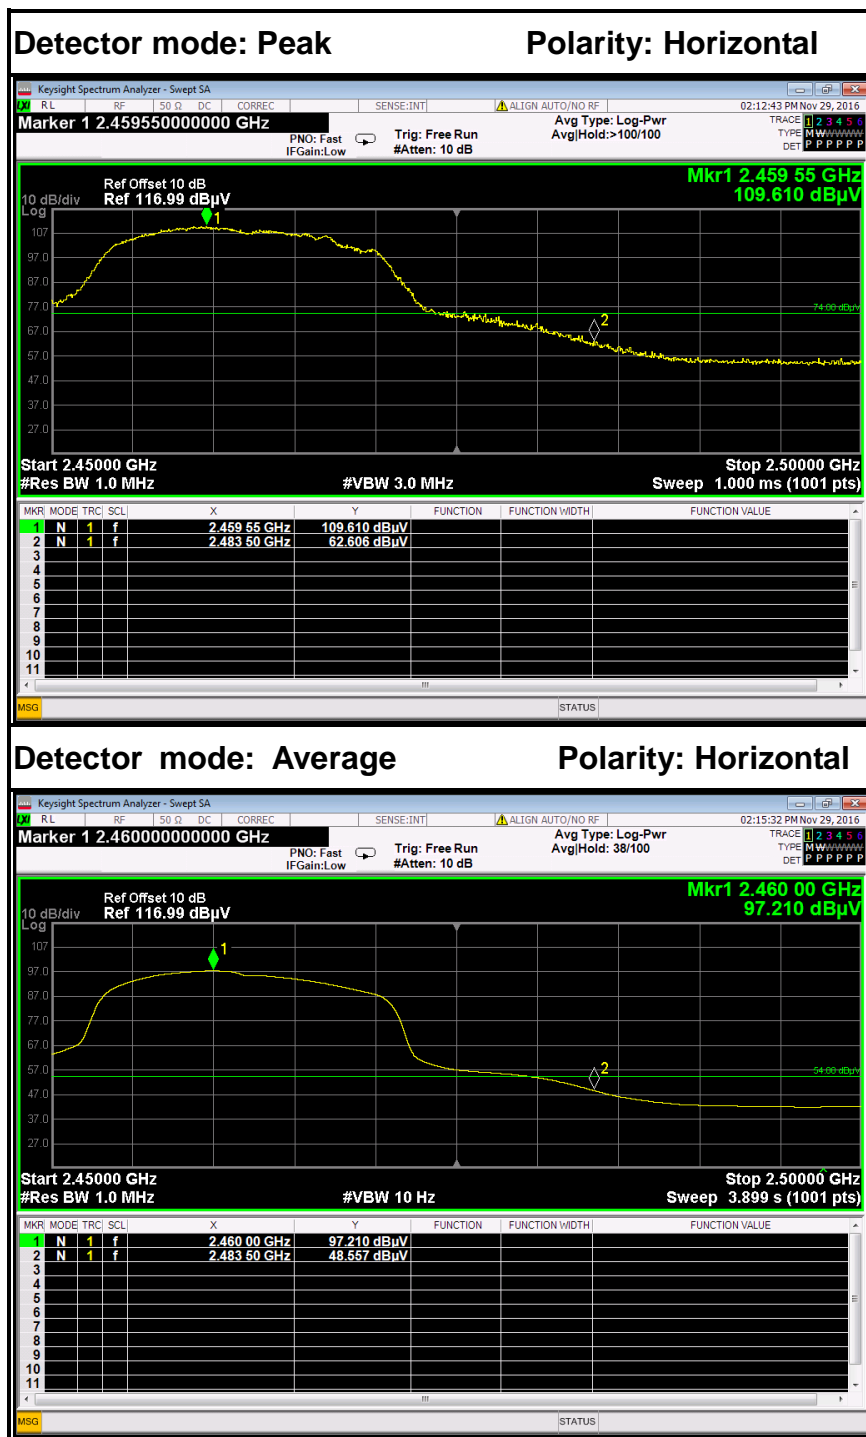 Detector mode: Peak Polarity: Horizontal
Keysight Spectrum Analyzer - Swept SA
LXI RL RF 50 Ω DC CORREC SENSE:INT ALIGN AUTO/NO RF 02:12:43 PM Nov 29, 2016
Marker 1 2.459550000000 GHz
PNO: Fast
IFGain:Low
Trig: Free Run
#Atten: 10 dB
Avg Type: Log-Pwr
Avg|Hold:>100/100
TRACE 1 2 3 4 5 6
TYPE M W W W W W
DET P P P P P P
Mkr1 2.459 55 GHz
109.610 dBµV
Ref Offset 10 dB
10 dB/div Ref 116.99 dBµV
Log
1
107
97.0
87.0
77.0
74.00 dBµV
2
67.0
57.0
47.0
37.0
27.0
Start 2.45000 GHz Stop 2.50000 GHz
#Res BW 1.0 MHz #VBW 3.0 MHz Sweep 1.000 ms (1001 pts)
MKR MODE TRC SCL X Y FUNCTION FUNCTION WIDTH FUNCTION VALUE
1 N 1 f 2.459 55 GHz 109.610 dBµV
2 N 1 f 2.483 50 GHz 62.606 dBµV
3
4
5
6
7
8
9
10
11
MSG STATUS
Detector mode: Average Polarity: Horizontal
Keysight Spectrum Analyzer - Swept SA
LXI RL RF 50 Ω DC CORREC SENSE:INT ALIGN AUTO/NO RF 02:15:32 PM Nov 29, 2016
Marker 1 2.460000000000 GHz
PNO: Fast
IFGain:Low
Trig: Free Run
#Atten: 10 dB
Avg Type: Log-Pwr
Avg|Hold: 38/100
TRACE 1 2 3 4 5 6
TYPE M W W W W W
DET P P P P P P
Mkr1 2.460 00 GHz
97.210 dBµV
Ref Offset 10 dB
10 dB/div Ref 116.99 dBµV
Log
107
1
97.0
87.0
77.0
67.0
57.0
2
54.00 dBµV
47.0
37.0
27.0
Start 2.45000 GHz Stop 2.50000 GHz
#Res BW 1.0 MHz #VBW 10 Hz Sweep 3.899 s (1001 pts)
MKR MODE TRC SCL X Y FUNCTION FUNCTION WIDTH FUNCTION VALUE
1 N 1 f 2.460 00 GHz 97.210 dBµV
2 N 1 f 2.483 50 GHz 48.557 dBµV
3
4
5
6
7
8
9
10
11
MSG STATUS